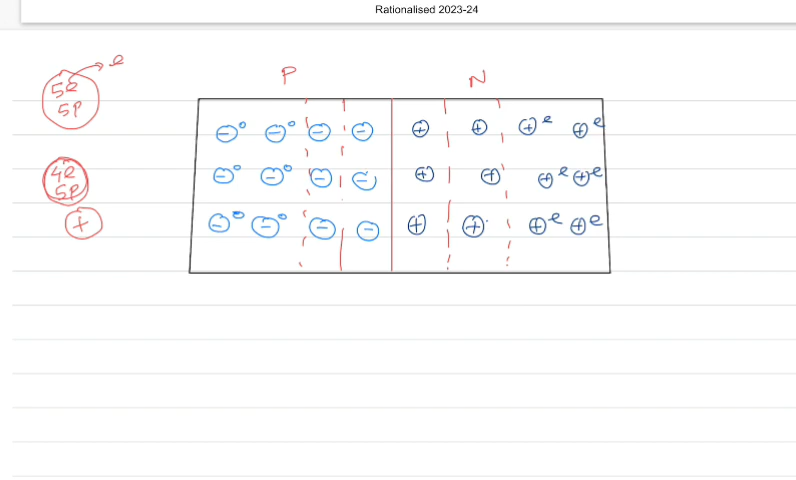 Rationalised 2023-24
e
5e
5p
P N
⊖° ⊖° ⊖ ⊖ ⊕ ⊕ ⊕e ⊕e
4e
5p
⊖° ⊖° ⊖ ⊖ ⊕ ⊕ ⊕e ⊕e
+
⊖° ⊖° ⊖ ⊖ ⊕ ⊕ ⊕e ⊕e